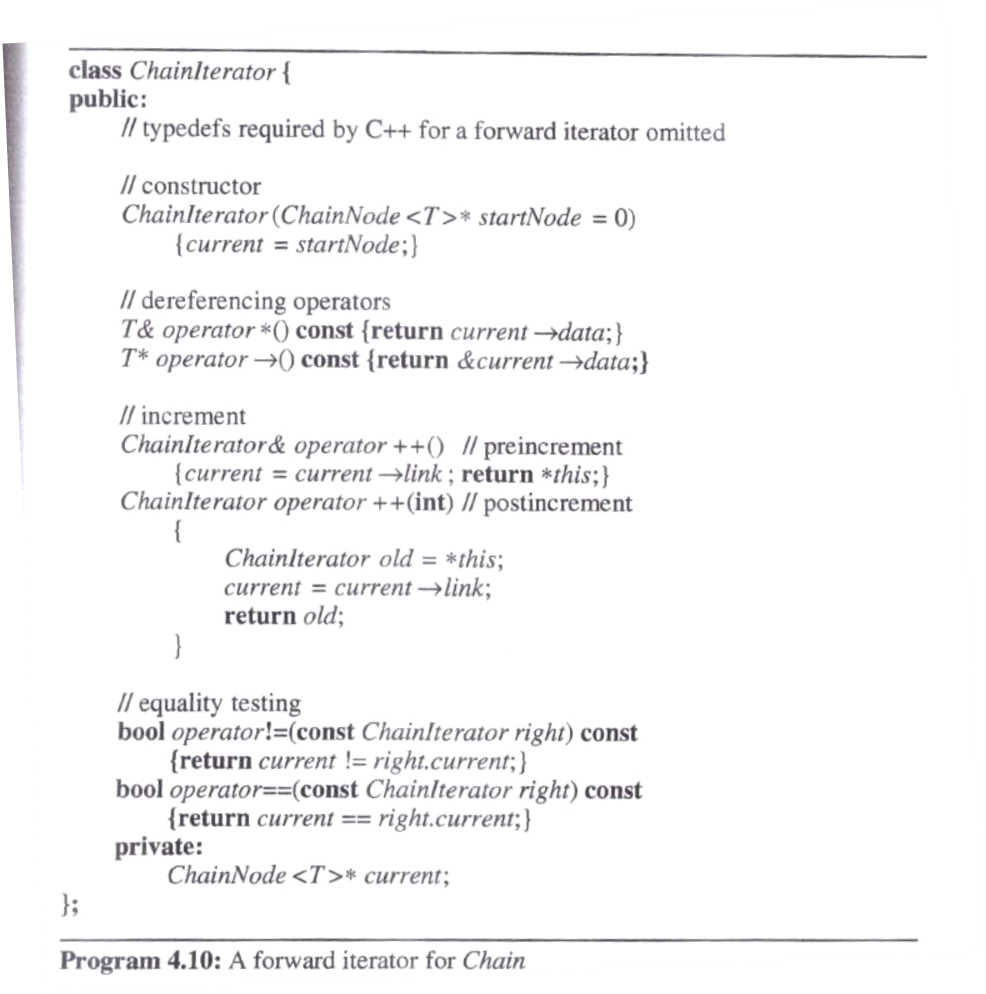 class ChainIterator {
public:
// typedefs required by C++ for a forward iterator omitted
// constructor
ChainIterator(ChainNode <T>* startNode = 0)
{current = startNode;}
// dereferencing operators
T& operator *() const {return current →data;}
T* operator →() const {return &current →data;}
// increment
ChainIterator& operator ++() // preincrement
{current = current →link ; return *this;}
ChainIterator operator ++(int) // postincrement
{
ChainIterator old = *this;
current = current →link;
return old;
}
// equality testing
bool operator!=(const ChainIterator right) const
{return current != right.current;}
bool operator==(const ChainIterator right) const
{return current == right.current;}
private:
ChainNode <T>* current;
};
Program 4.10: A forward iterator for Chain